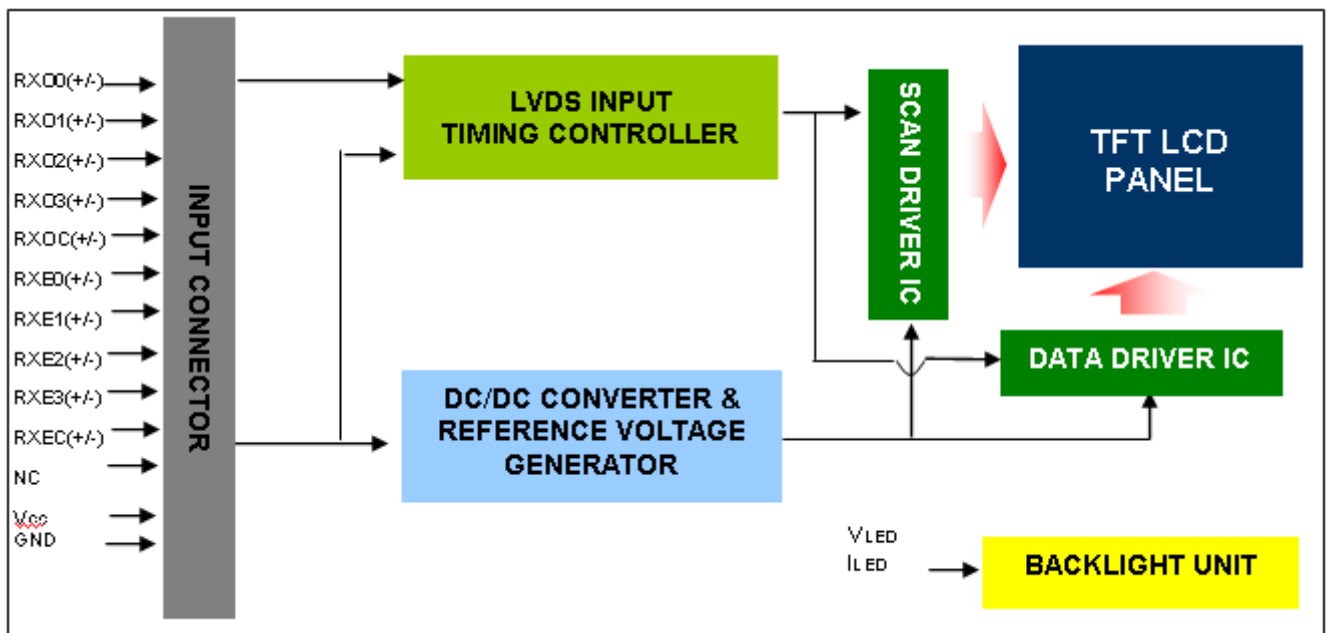 RXO0(+/-)
RXO1(+/-)
RXO2(+/-)
RXO3(+/-)
RXOC(+/-)
RXE0(+/-)
RXE1(+/-)
RXE2(+/-)
RXE3(+/-)
RXEC(+/-)
NC
Vcc
GND
INPUT CONNECTOR
LVDS INPUT
TIMING CONTROLLER
DC/DC CONVERTER &
REFERENCE VOLTAGE
GENERATOR
SCAN DRIVER IC
TFT LCD
PANEL
DATA DRIVER IC
VLED
ILED
BACKLIGHT UNIT